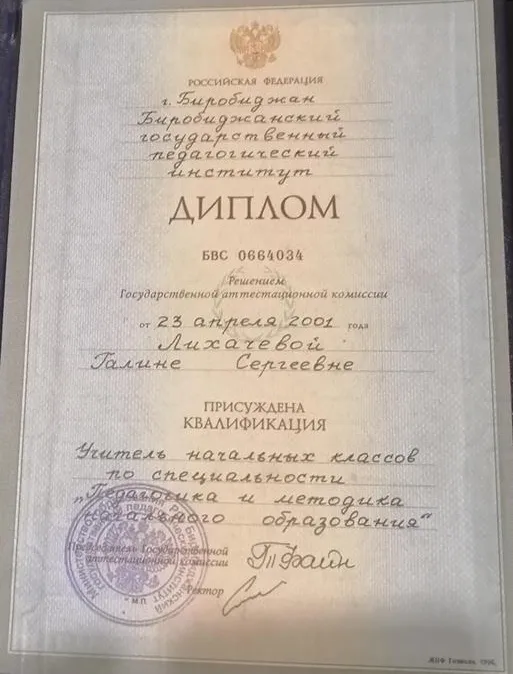 РОССИЙСКАЯ ФЕДЕРАЦИЯ
г. Биробиджан
Биробиджанский
государственный
педагогический
институт
ДИПЛОМ
БВС 0664034
Решением
Государственной аттестационной комиссии
от 23 апреля 2001 года
Лихачевой
Галине Сергеевне
ПРИСУЖДЕНА
КВАЛИФИКАЦИЯ
Учитель начальных классов
по специальности
„Педагогика и методика
начального образования“
Председатель Государственной
аттестационной комиссии
Ректор
М.П.